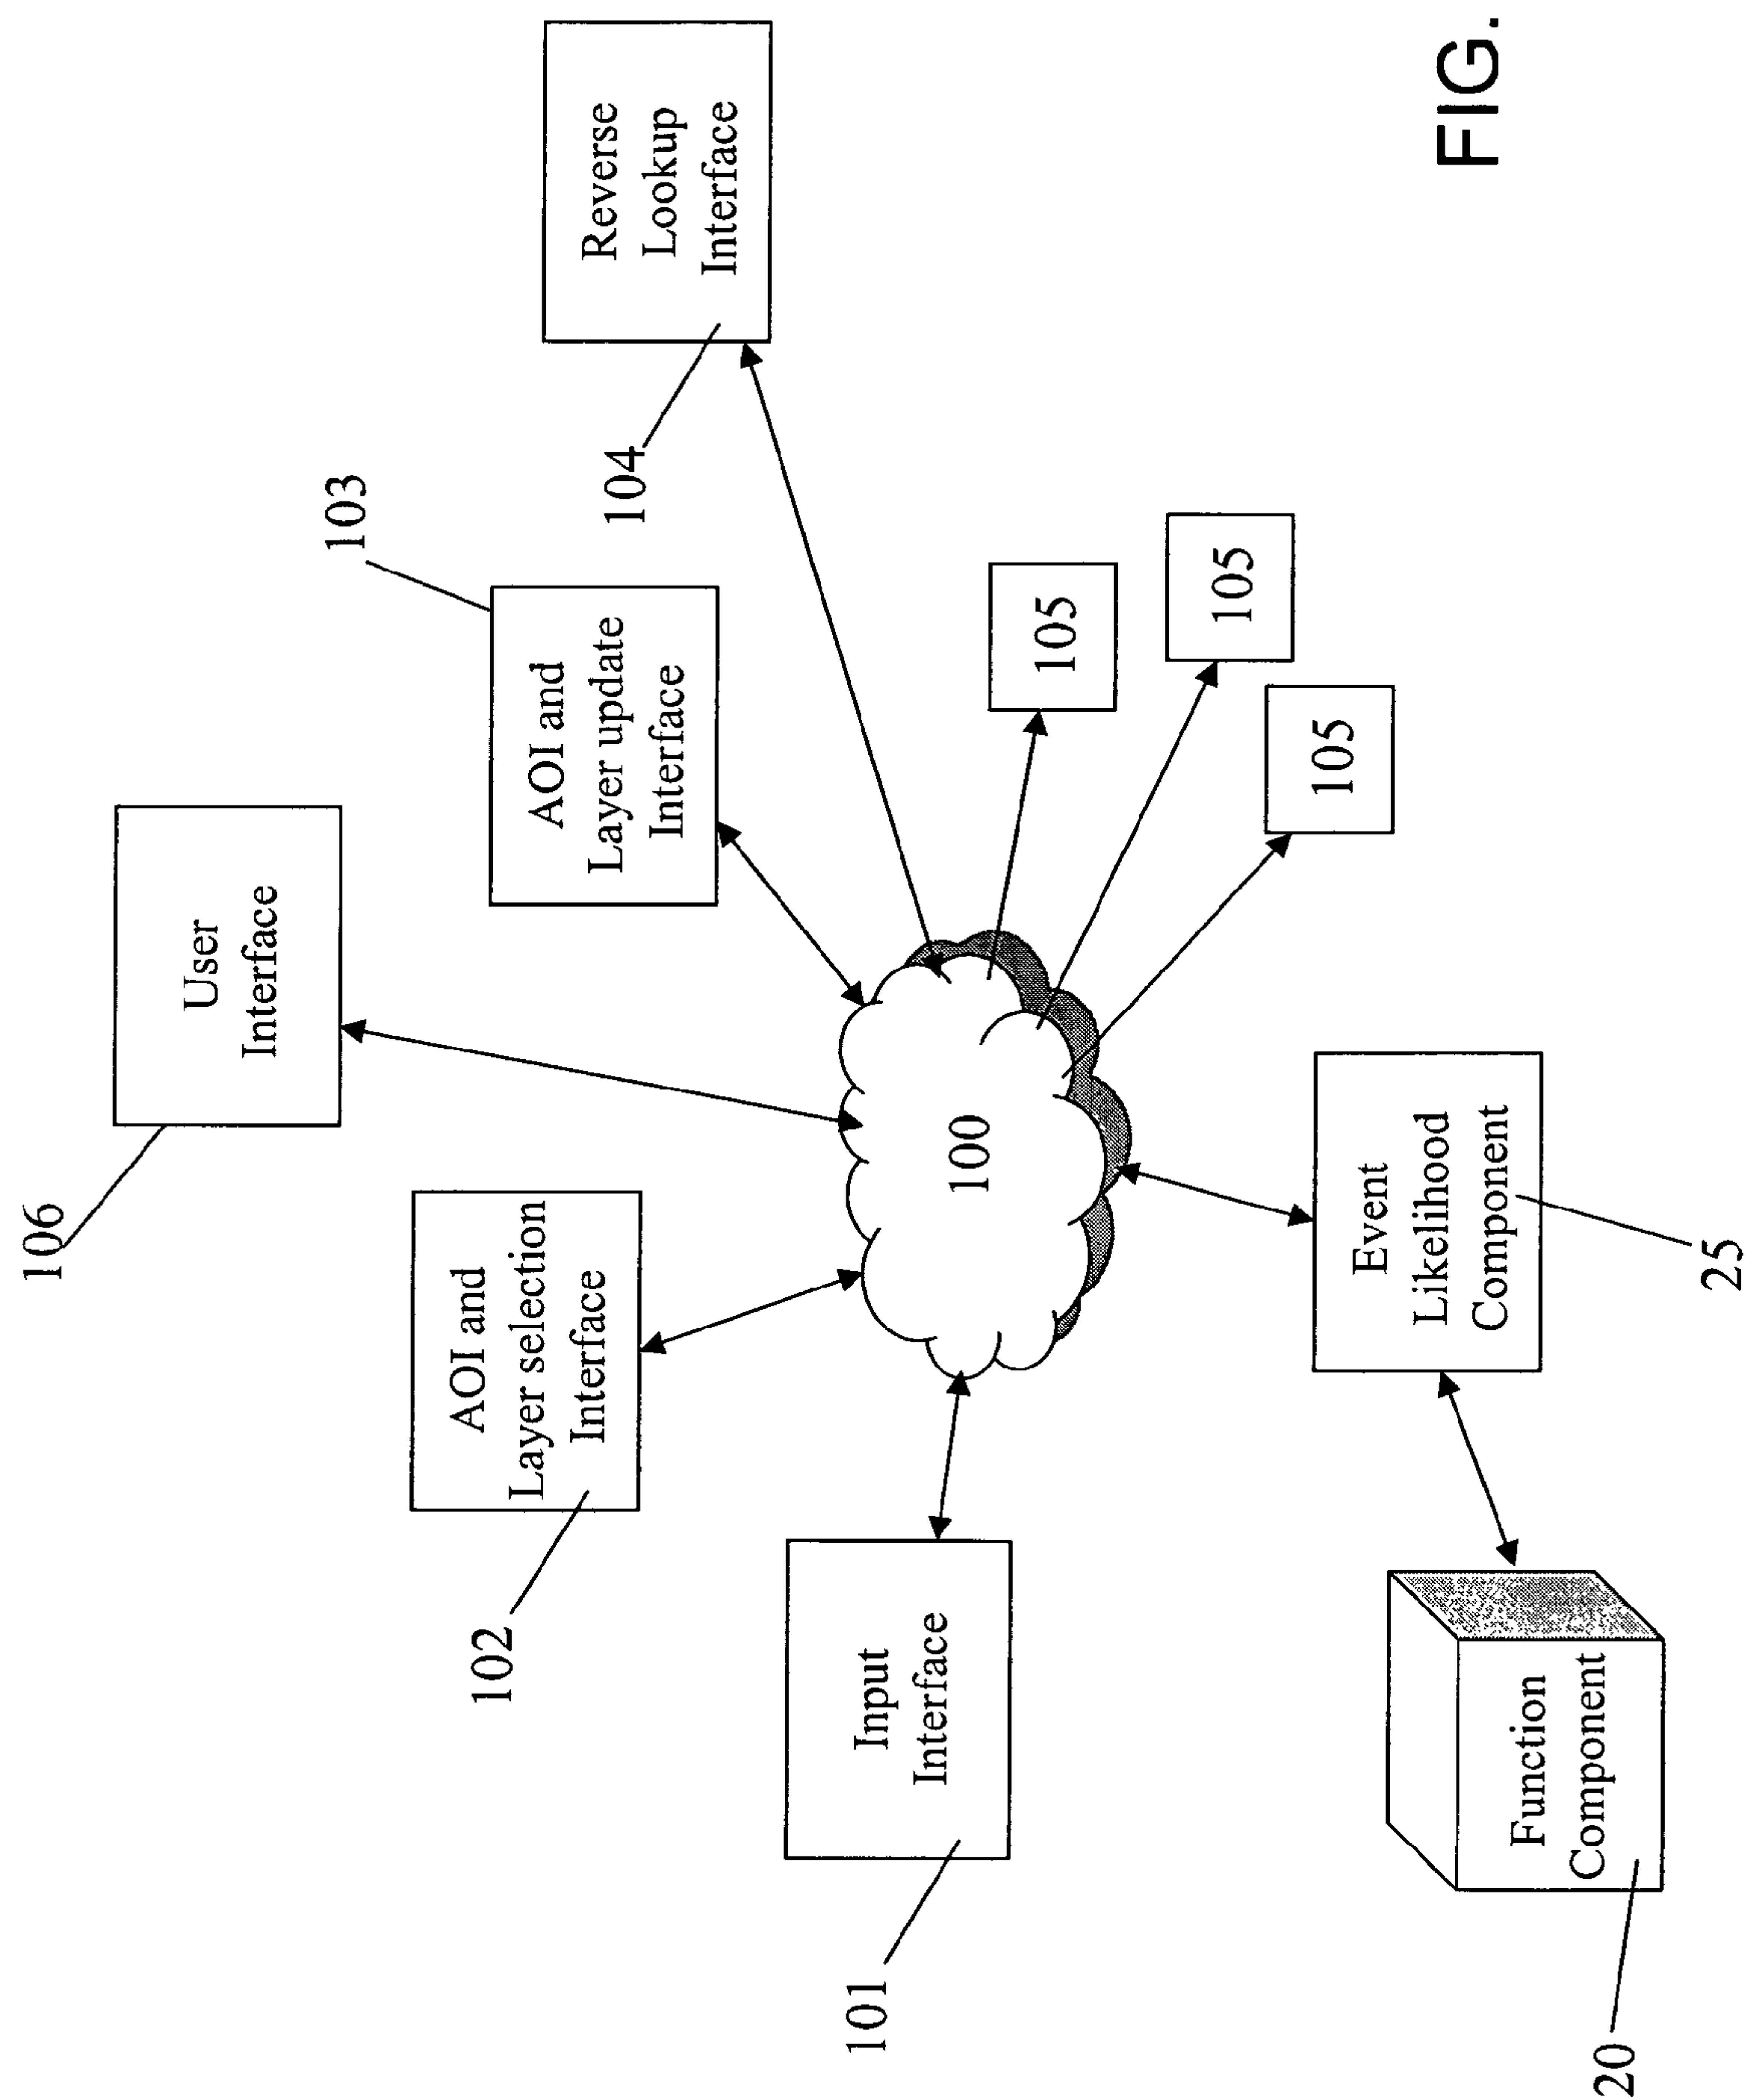 106
User
Interface
102
AOI and
Layer selection
Interface
103
AOI and
Layer update
Interface
104
Reverse
Lookup
Interface
101
Input
Interface
100
105
105
105
Event
Likelihood
Component
25
Function
Component
20
FIG.